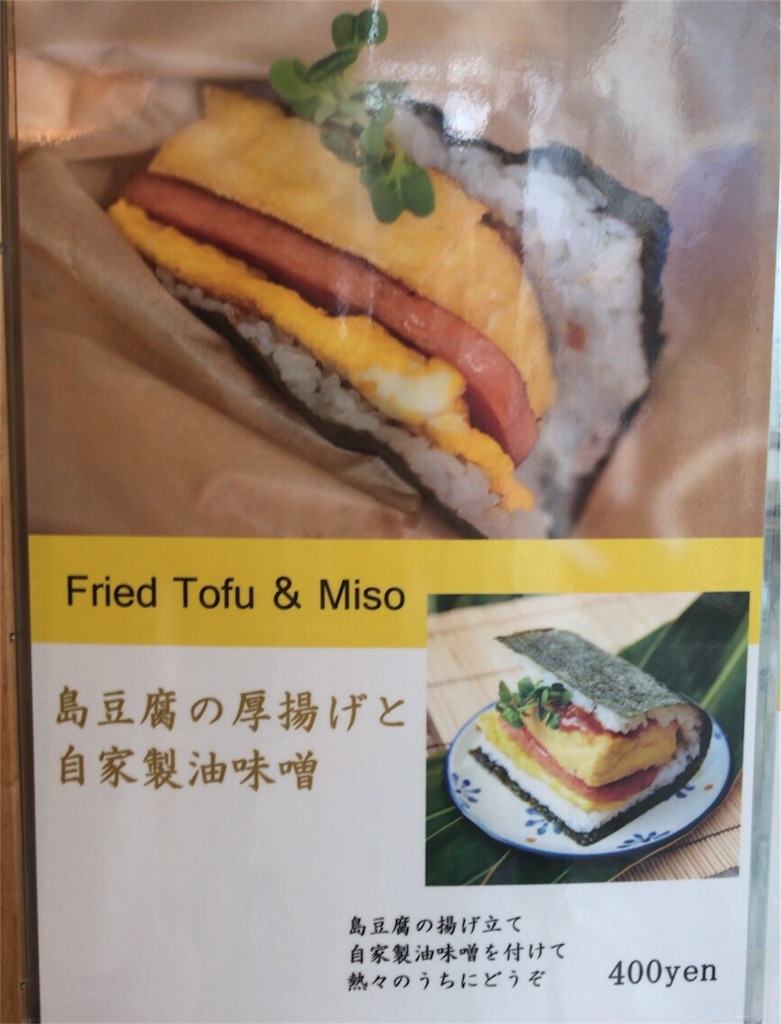 Fried Tofu & Miso
島豆腐の厚揚げと
自家製油味噌
島豆腐の揚げ立て
自家製油味噌を付けて
熱々のうちにどうぞ
400yen